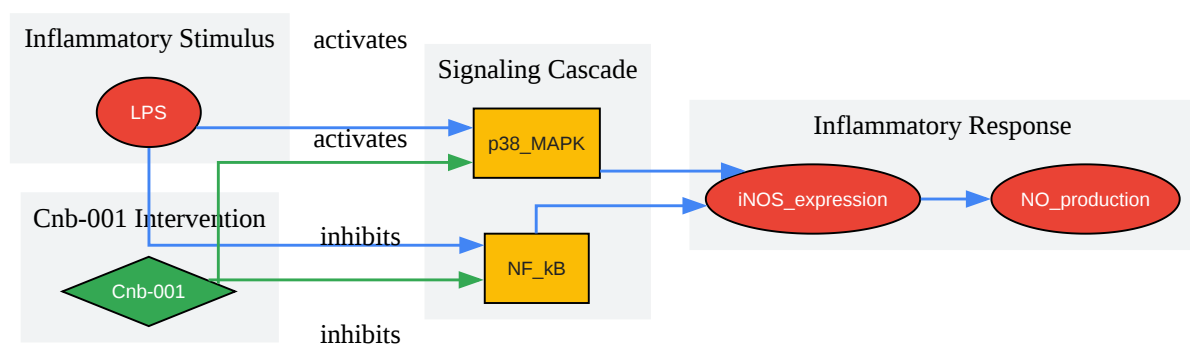 Inflammatory Stimulus
LPS
Cnb-001 Intervention
Cnb-001
activates
activates
inhibits
inhibits
Signaling Cascade
p38_MAPK
NF_kB
Inflammatory Response
iNOS_expression
NO_production